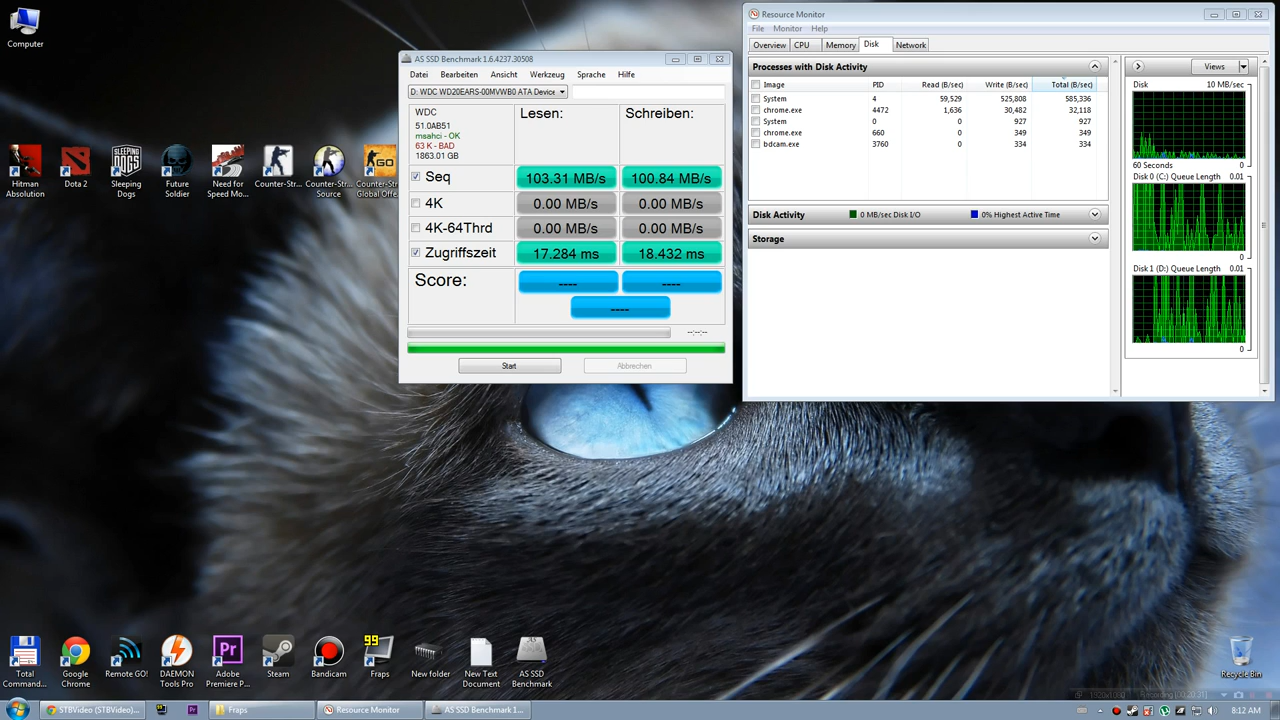 Computer
Hitman Absolution
Dota 2
Sleeping Dogs
Future Soldier
Need for Speed Mo...
Counter-Str...
Counter-Str... Source
Counter-Str... Global Offe...
AS SSD Benchmark 1.6.4237.30508
Datei Bearbeiten Ansicht Werkzeug Sprache Hilfe
D: WDC WD20EARS-00MVWB0 ATA Device
WDC
51.0AB51
msahci - OK
63 K - BAD
1863.01 GB
Lesen: Schreiben:
Seq 103.31 MB/s 100.84 MB/s
4K 0.00 MB/s 0.00 MB/s
4K-64Thrd 0.00 MB/s 0.00 MB/s
Zugriffszeit 17.284 ms 18.432 ms
Score: ---- ----
----
--:--:--
Start Abbrechen
Resource Monitor
File Monitor Help
Overview CPU Memory Disk Network
Processes with Disk Activity
Image PID Read (B/sec) Write (B/sec) Total (B/sec)
System 4 59,529 525,808 585,336
chrome.exe 4472 1,636 30,482 32,118
System 0 0 927 927
chrome.exe 660 0 349 349
bdcam.exe 3760 0 334 334
Disk Activity 0 MB/sec Disk I/O 0% Highest Active Time
Storage
Views
Disk 10 MB/sec
60 Seconds 0
Disk 0 (C:) Queue Length 0.01
0
Disk 1 (D:) Queue Length 0.01
0
Total Comman...
Google Chrome
Remote GO!
DAEMON Tools Pro
Pr
Adobe Premiere P...
Steam
Bandicam
99
Fraps
New folder
New Text Document
AS SSD Benchmark
Recycle Bin
1920x1080 Recording [00:29:31]
STBVideo (STBVideo)... Pr Fraps Resource Monitor AS SSD Benchmark 1... 8:12 AM